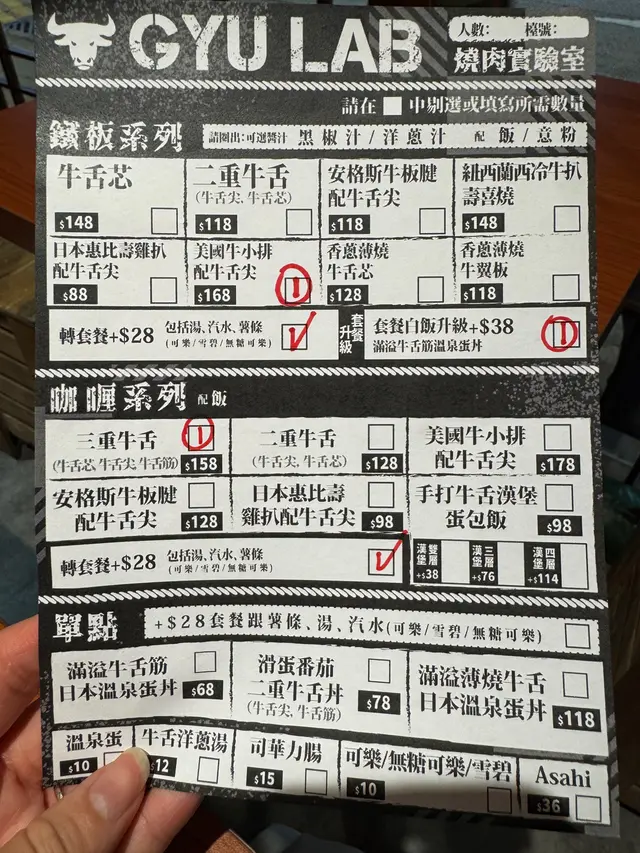 GYU LAB
人數: 檯號:
燒肉實驗室
請在 中剔選或填寫所需數量
鐵板系列 請圈出:可選醬汁 黑椒汁/洋蔥汁 配 飯/意粉
牛舌芯
$148
二重牛舌
(牛舌尖、牛舌芯)
$118
安格斯牛板腱
配牛舌尖
$118
紐西蘭西冷牛扒
壽喜燒
$148
日本惠比壽雞扒
配牛舌尖
$88
美國牛小排
配牛舌尖
$168 1
香蔥薄燒
牛舌芯
$128
香蔥薄燒
牛翼板
$118
轉套餐+$28 包括湯、汽水、薯條
(可樂/雪碧/無糖可樂)
套餐升級
套餐白飯升級+$38 1
滿溢牛舌筋溫泉蛋丼
咖喱系列 配飯
三重牛舌 1
(牛舌芯、牛舌尖、牛舌筋) $158
二重牛舌
(牛舌尖、牛舌芯) $128
美國牛小排
配牛舌尖 $178
安格斯牛板腱
配牛舌尖 $128
日本惠比壽
雞扒配牛舌尖 $98
手打牛舌漢堡
蛋包飯 $98
轉套餐+$28 包括湯、汽水、薯條
(可樂/雪碧/無糖可樂)
雙層漢堡 +$38
三層漢堡 +$76
四層漢堡 +$114
單點 +$28套餐跟薯條、湯、汽水(可樂/雪碧/無糖可樂)
滿溢牛舌筋
日本溫泉蛋丼 $68
滑蛋番茄
二重牛舌丼
(牛舌尖、牛舌筋) $78
滿溢薄燒牛舌
日本溫泉蛋丼 $118
溫泉蛋
$10
牛舌洋蔥湯
$12
司華力腸
$15
可樂/無糖可樂/雪碧
$10
Asahi
$36